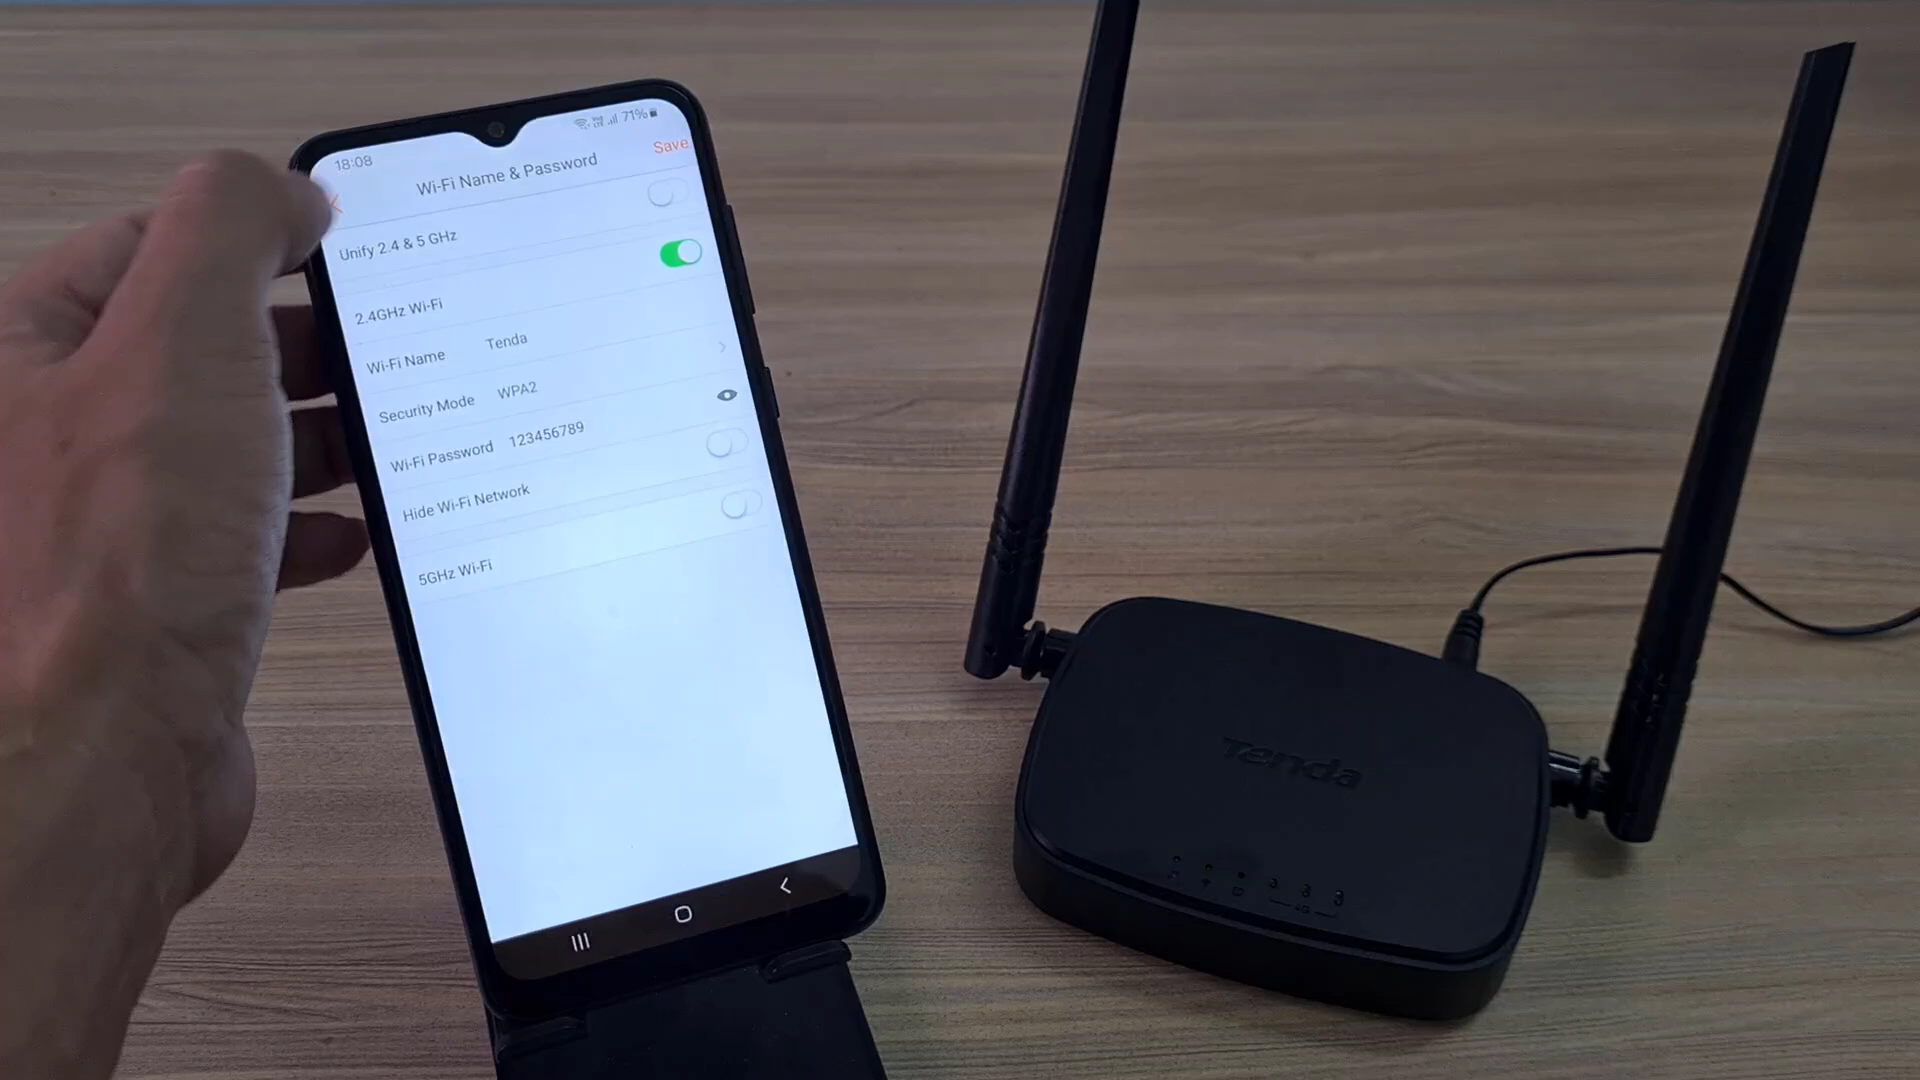 18:08
71%
Wi-Fi Name & Password
Save
Unify 2.4 & 5 GHz
2.4GHz Wi-Fi
Wi-Fi Name Tenda
Security Mode WPA2
Wi-Fi Password 123456789
Hide Wi-Fi Network
5GHz Wi-Fi
Tenda